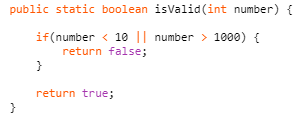 public static boolean isValid(int number) {
if(number < 10 || number > 1000) {
return false;
}
return true;
}